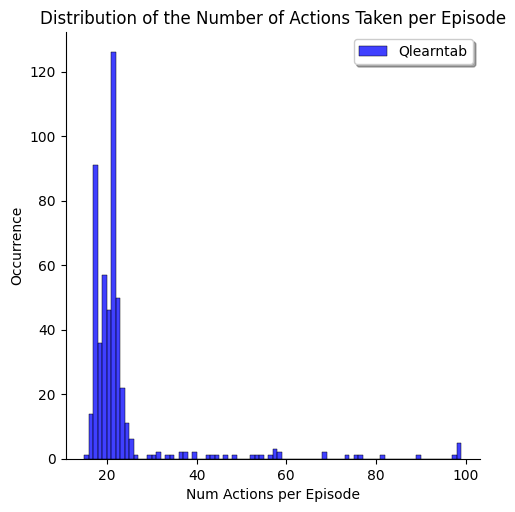 Distribution of the Number of Actions Taken per Episode
Qlearntab
120
100
80
60
40
20
0
Occurrence
20 40 60 80 100
Num Actions per Episode